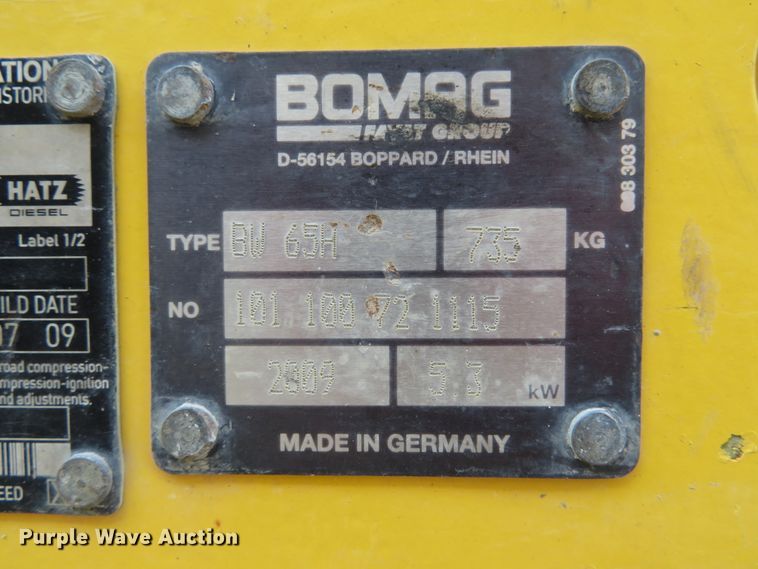 ATION
HATZ
DIESEL
Label 1/2
ILD DATE
07 09
road compression-
mpression-ignition
nd adjustments.
EED
BOMAG
FAYAT GROUP
D-56154 BOPPARD / RHEIN
TYPE BW 65H 735 KG
NO 101 100 72 1115
2009 5.3 kW
MADE IN GERMANY
8 303 79
Purple Wave Auction